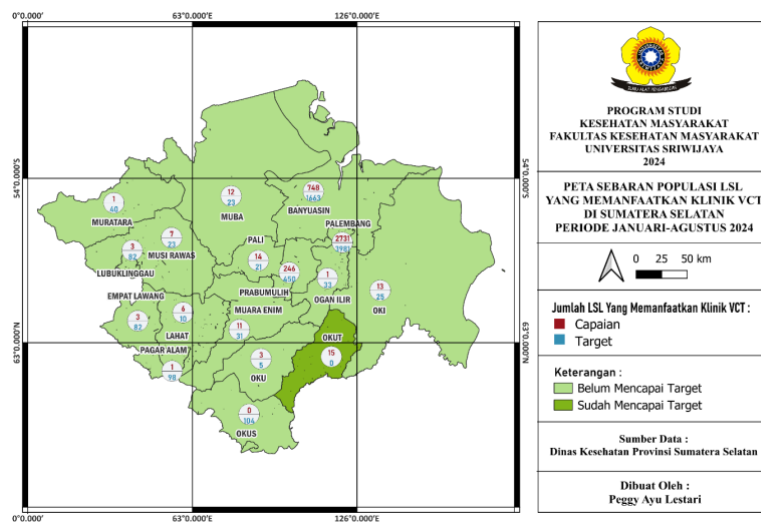 0°0.000'E 63°0.000'E 126°0.000'E
54°0.000'S 54°0.000'S
63°0.000'N 63°0.000'N
0°0.000'E 63°0.000'E 126°0.000'E
1
40
MURATARA
12
23
MUBA
748
1663
BANYUASIN
PALEMBANG
2731
7
23
MUSI RAWAS
3
82
LUBUKLINGGAU
PALI
14
21
246
450
PRABUMULIH
1
33
OGAN ILIR
13
29
OKI
EMPAT LAWANG
3
82
6
10
LAHAT
MUARA ENIM
11
31
PAGAR ALAM
1
98
3
5
OKU
OKUT
15
0
0
104
OKUS
PROGRAM STUDI
KESEHATAN MASYARAKAT
FAKULTAS KESEHATAN MASYARAKAT
UNIVERSITAS SRIWIJAYA
2024
PETA SEBARAN POPULASI LSL
YANG MEMANFAATKAN KLINIK VCT
DI SUMATERA SELATAN
PERIODE JANUARI-AGUSTUS 2024
0 25 50 km
Jumlah LSL Yang Memanfaatkan Klinik VCT :
Capaian
Target
Keterangan :
Belum Mencapai Target
Sudah Mencapai Target
Sumber Data :
Dinas Kesehatan Provinsi Sumatera Selatan
Dibuat Oleh :
Peggy Ayu Lestari